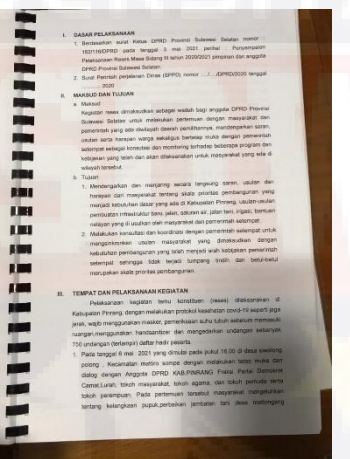 I. DASAR PELAKSANAAN
1. Berdasarkan surat Ketua DPRD Provinsi Sulawesi Selatan nomor :
162/116/DPRD pada tanggal 3 mei 2021 perihal : Penyampaian
Pelaksanaan Reses Masa Sidang III tahun 2020/2021 pimpinan dan anggota
DPRD Provinsi Sulawesi Selatan.
2. Surat Perintah perjalanan Dinas (SPPD) nomor ..../..../DPRD/2020 tanggal
.... 2020
II. MAKSUD DAN TUJUAN
a. Maksud
Kegiatan reses dimaksudkan sebagai wadah bagi anggota DPRD Provinsi
Sulawesi Selatan untuk melakukan pertemuan dengan masyarakat dan
pemerintah yang ada diwilayah daerah pemilihannya, mendengarkan saran,
usulan serta harapan warga sekaligus bertatap muka dengan pemerintah
setempat sebagai konsultasi dan monitoring terhadap beberapa program dan
kebijakan yang telah dan akan dilaksanakan untuk masyarakat yang ada di
wilayah tersebut.
b. Tujuan
1. Mendengarkan dan menjaring secara langsung saran, usulan dan
harapan dari masyarakat tentang skala prioritas pembangunan yang
menjadi kebutuhan dasar yang ada di Kabupaten Pinrang, usulan-usulan
pembuatan infrastruktur baru, jalan, saluran air, jalan tani, irigasi, bantuan
nelayan yang di usulkan oleh masyarakat dan pemerintah setempat.
2. Melakukan konsultasi dan koordinasi dengan pemerintah setempat untuk
mengsinkronkan usulan masyarakat yang dimaksudkan dengan
kebutuhan pembangunan yang telah menjadi arah kebijakan pemerintah
setempat sehingga tidak terjadi tumpang tindih dan betul-betul
merupakan skala prioritas pembangunan.
III. TEMPAT DAN PELAKSANAAN KEGIATAN
Pelaksanaan kegiatan temu konstituen (reses) dilaksanakan di
Kabupaten Pinrang, dengan melakukan protokol kesehatan covid-19 seperti jaga
jarak, wajib menggunakan masker, pemeriksaan suhu tubuh sebelum memasuki
ruangan,menggunakan handsanitizer dan mengedarkan undangan sebanyak
750 undangan (terlampir) daftar hadir peserta.
1. Pada tanggal 6 mei . 2021 yang dimulai pada pukul 16.00 di desa
polong , Kecamatan mattiro sompe dengan melakukan tatap muka dan
dialog dengan Anggota DPRD KAB.PINRANG Fraksi Partai Demokrat
Camat,Lurah, tokoh masyarakat, tokoh agama, dan tokoh pemuda serta
tokoh perempuan. Pada pertemuan tersebut masyarakat mengeluhkan
tentang kelangkaan pupuk,perbaikan jembatan tani desa mattongang